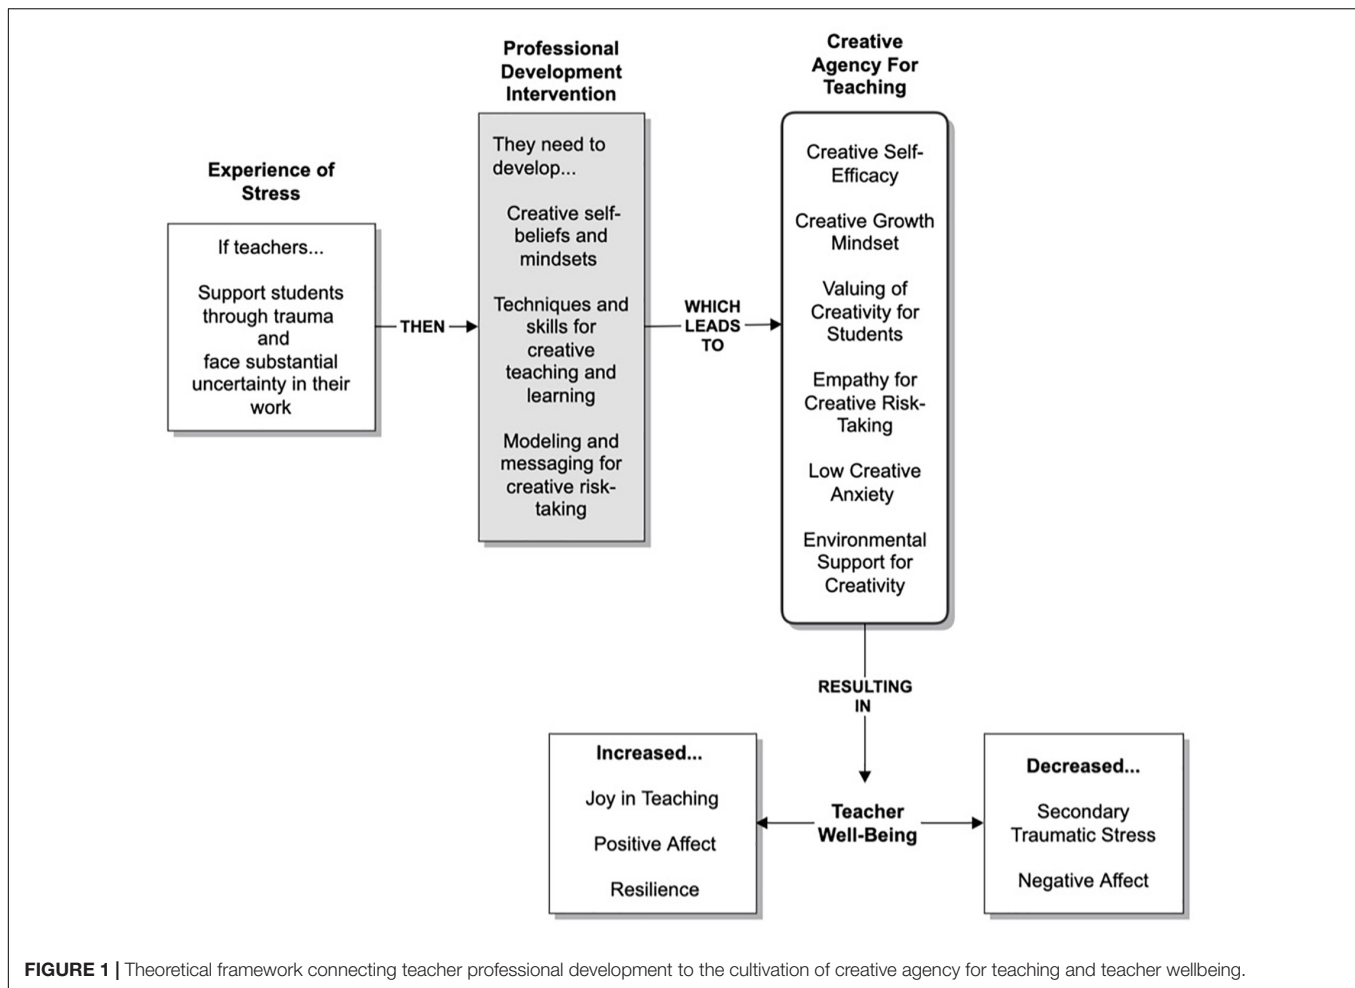 Experience of
Stress
If teachers...
Support students
through trauma
and
face substantial
uncertainty in their
work
THEN
Professional
Development
Intervention
They need to
develop...
Creative self-
beliefs and
mindsets
Techniques and
skills for
creative
teaching and
learning
Modeling and
messaging for
creative risk-
taking
WHICH
LEADS
TO
Creative
Agency For
Teaching
Creative Self-
Efficacy
Creative Growth
Mindset
Valuing of
Creativity for
Students
Empathy for
Creative Risk-
Taking
Low Creative
Anxiety
Environmental
Support for
Creativity
RESULTING
IN
Teacher
Well-Being
Increased...
Joy in Teaching
Positive Affect
Resilience
Decreased...
Secondary
Traumatic Stress
Negative Affect
FIGURE 1 | Theoretical framework connecting teacher professional development to the cultivation of creative agency for teaching and teacher wellbeing.